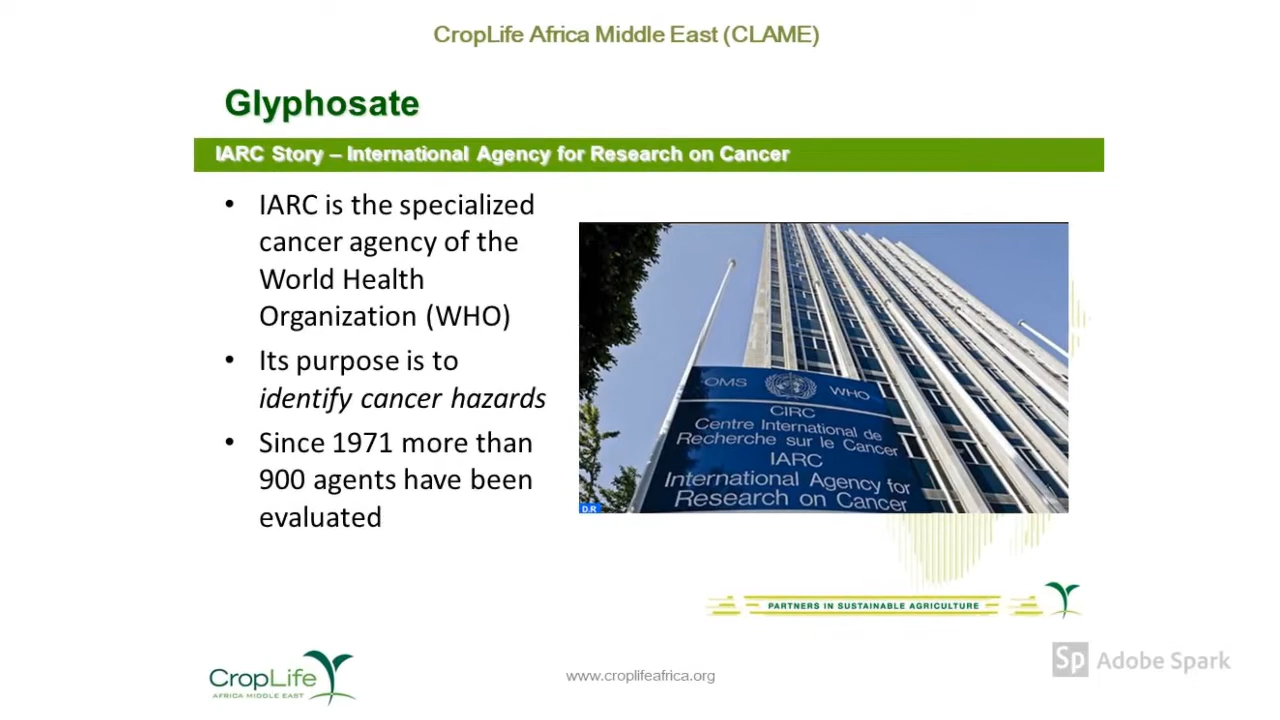 CropLife Africa Middle East (CLAME)
Glyphosate
IARC Story – International Agency for Research on Cancer
• IARC is the specialized
cancer agency of the
World Health
Organization (WHO)
• Its purpose is to
identify cancer hazards
• Since 1971 more than
900 agents have been
evaluated
OMS WHO
CIRC
Centre International de
Recherche sur le Cancer
IARC
International Agency for
Research on Cancer
D.R
PARTNERS IN SUSTAINABLE AGRICULTURE
CropLife
AFRICA MIDDLE EAST
www.croplifeafrica.org
Sp Adobe Spark